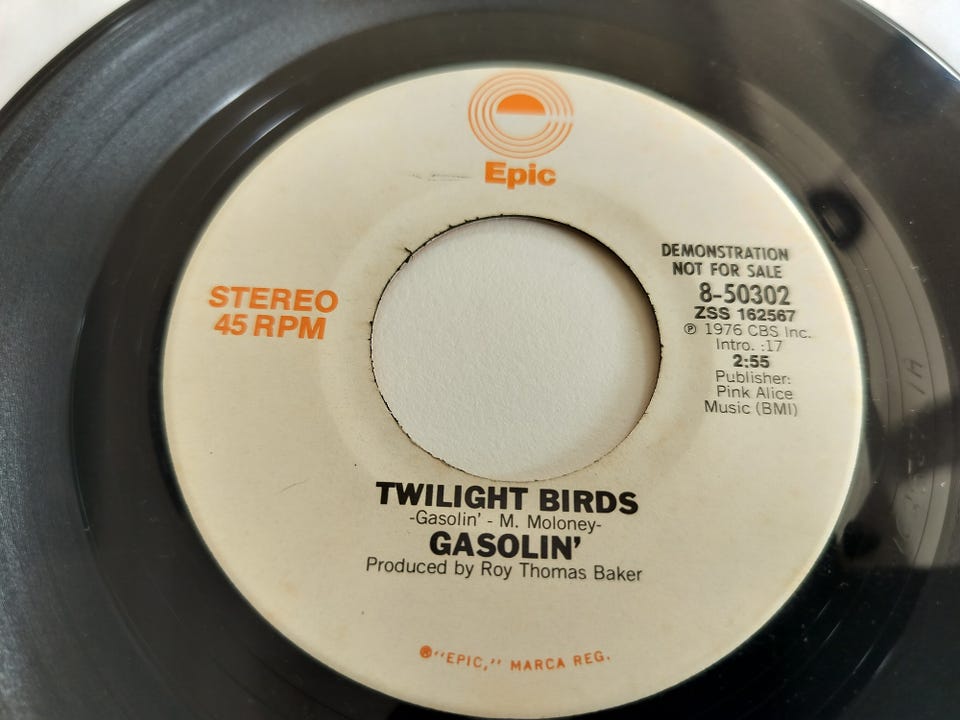 Epic
STEREO
45 RPM
DEMONSTRATION
NOT FOR SALE
8-50302
ZSS 162567
℗ 1976 CBS Inc.
Intro. :17
2:55
Publisher:
Pink Alice
Music (BMI)
TWILIGHT BIRDS
-Gasolin' - M. Moloney-
GASOLIN'
Produced by Roy Thomas Baker
®"EPIC," MARCA REG.